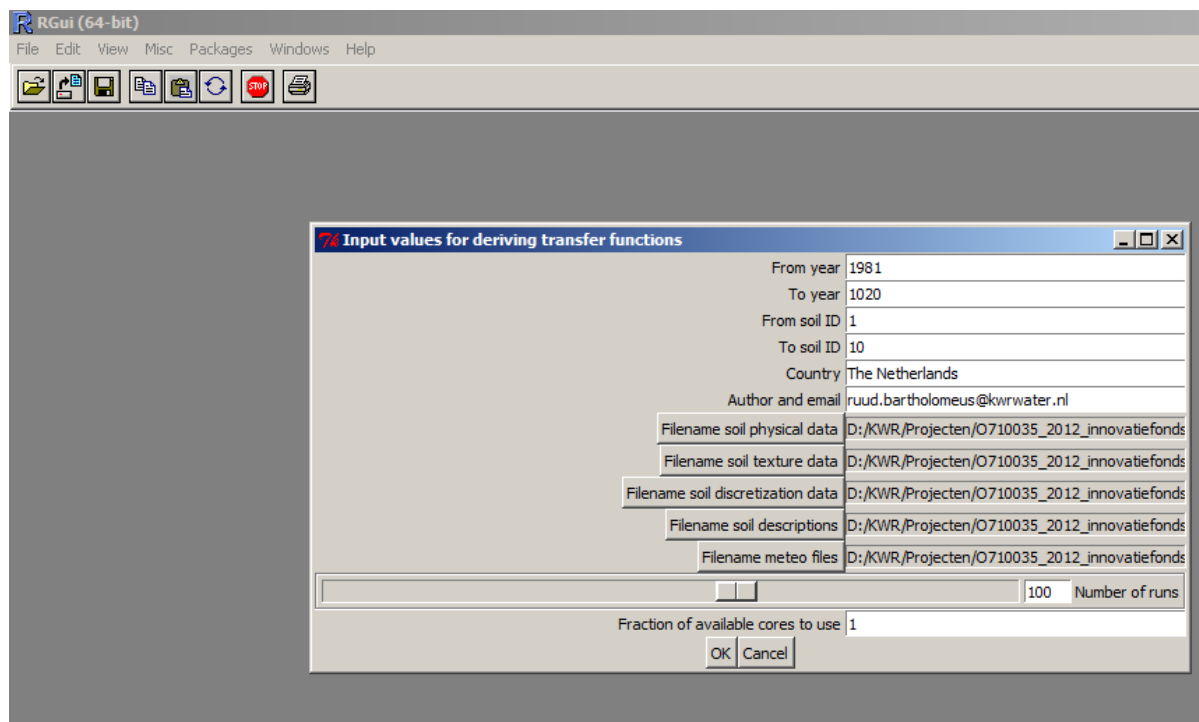 RGui (64-bit)
File Edit View Misc Packages Windows Help
STOP
Input values for deriving transfer functions
From year 1981
To year 1020
From soil ID 1
To soil ID 10
Country The Netherlands
Author and email ruud.bartholomeus@kwrwater.nl
Filename soil physical data D:/KWR/Projecten/O710035_2012_innovatiefonds
Filename soil texture data D:/KWR/Projecten/O710035_2012_innovatiefonds
Filename soil discretization data D:/KWR/Projecten/O710035_2012_innovatiefonds
Filename soil descriptions D:/KWR/Projecten/O710035_2012_innovatiefonds
Filename meteo files D:/KWR/Projecten/O710035_2012_innovatiefonds
100 Number of runs
Fraction of available cores to use 1
OK Cancel